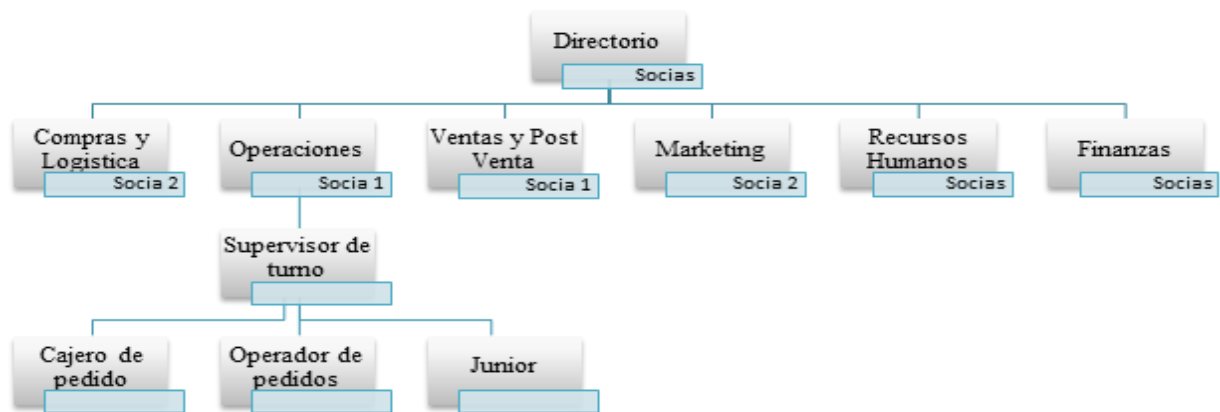 Directorio
Socias
Compras y
Logistica
Socia 2
Operaciones
Socia 1
Ventas y Post
Venta
Socia 1
Marketing
Socia 2
Recursos
Humanos
Socias
Finanzas
Socias
Supervisor de
turno
Cajero de
pedido
Operador de
pedidos
Junior